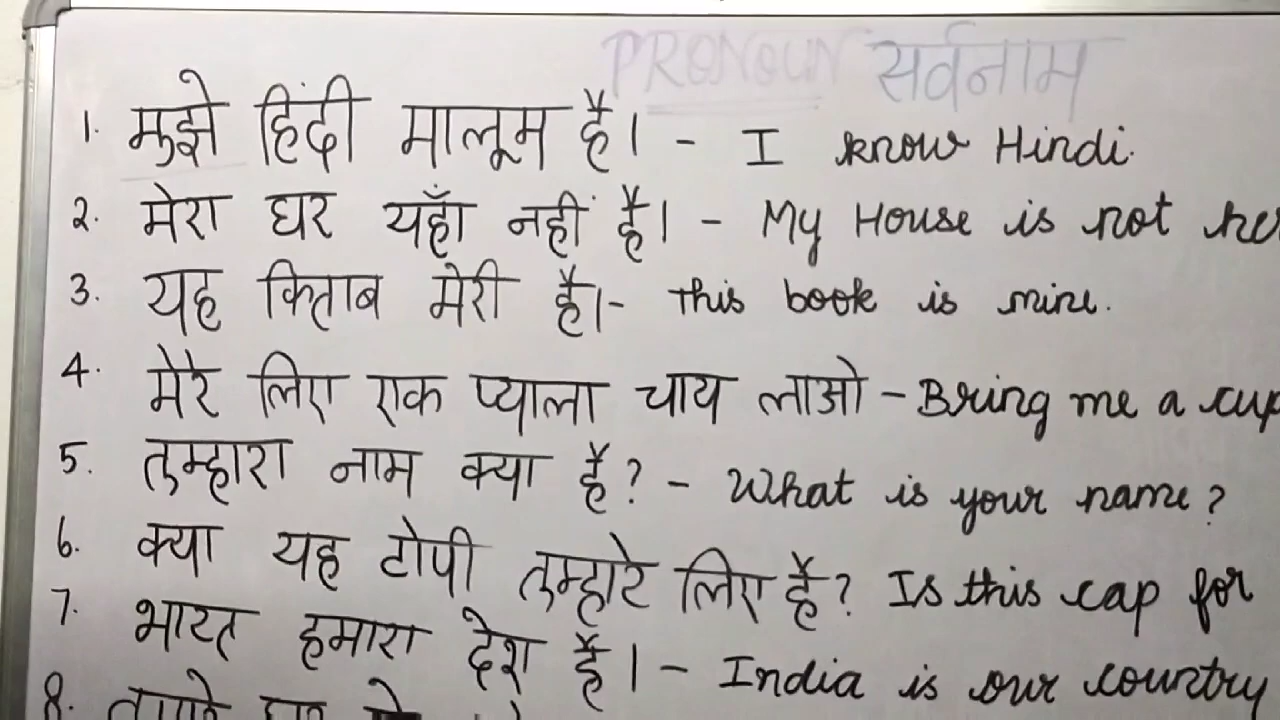 PRONOUN सर्वनाम
1. मुझे हिंदी मालूम है। - I know Hindi.
2. मेरा घर यहाँ नहीं है। - My House is not
3. यह किताब मेरी है।- this book is mine.
4. मेरे लिए एक प्याला चाय लाओ - Bring me a cup
5. तुम्हारा नाम क्या है? - What is your name?
6. क्या यह टोपी तुम्हारे लिए है? Is this cap for
7. भारत हमारा देश है। - India is our country
8.